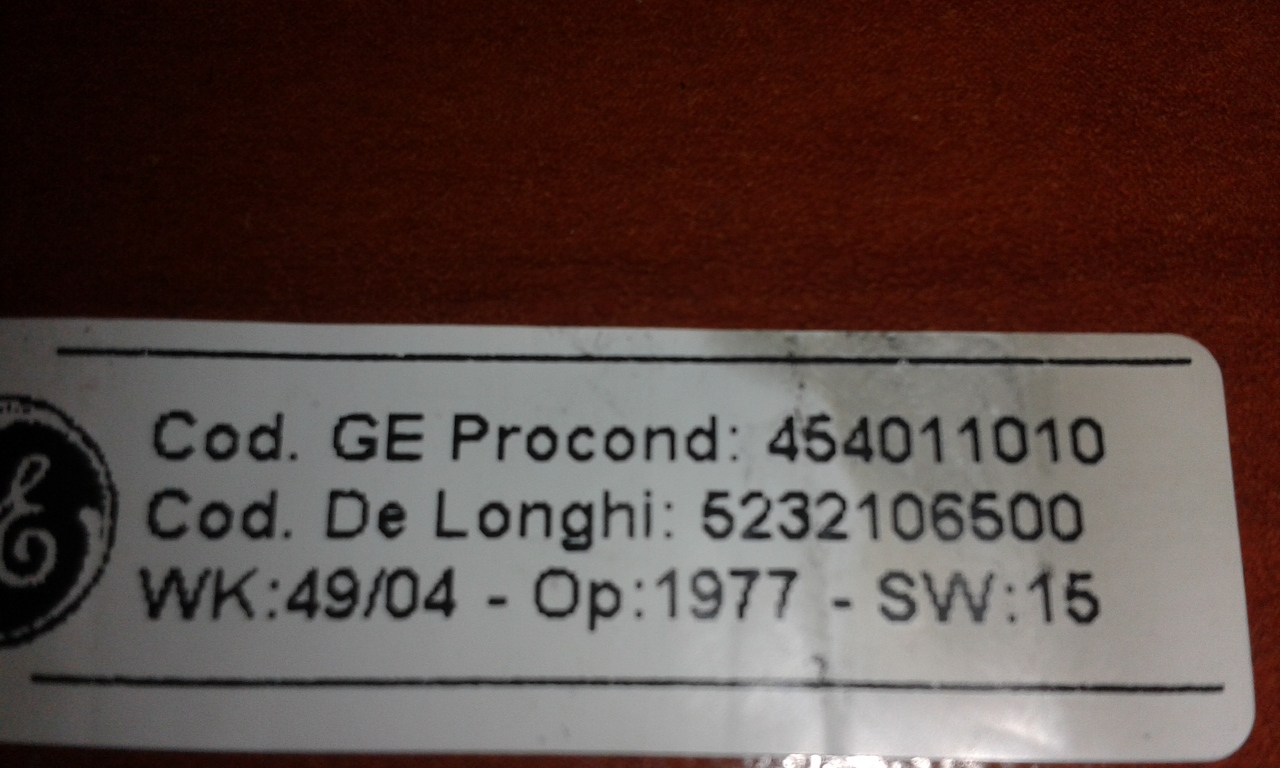 Cod. GE Procond: 454011010
Cod. De Longhi: 5232106500
WK:49/04 - Op:1977 - SW:15